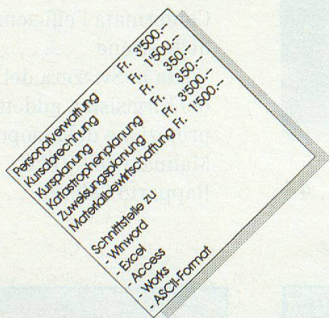 Personalverwaltung Fr. 3'500.-
Kursabrechnung Fr. 1'500.-
Kursplanung Fr. 350.-
Katastrophenplanung Fr. 350.-
Zuweisungsplanung Fr. 3'500.-
Materialbewirtschaftung Fr. 1'500.-
Schnittstelle zu
- Winword
- Excel
- Access
- Works
- ASCII-Format